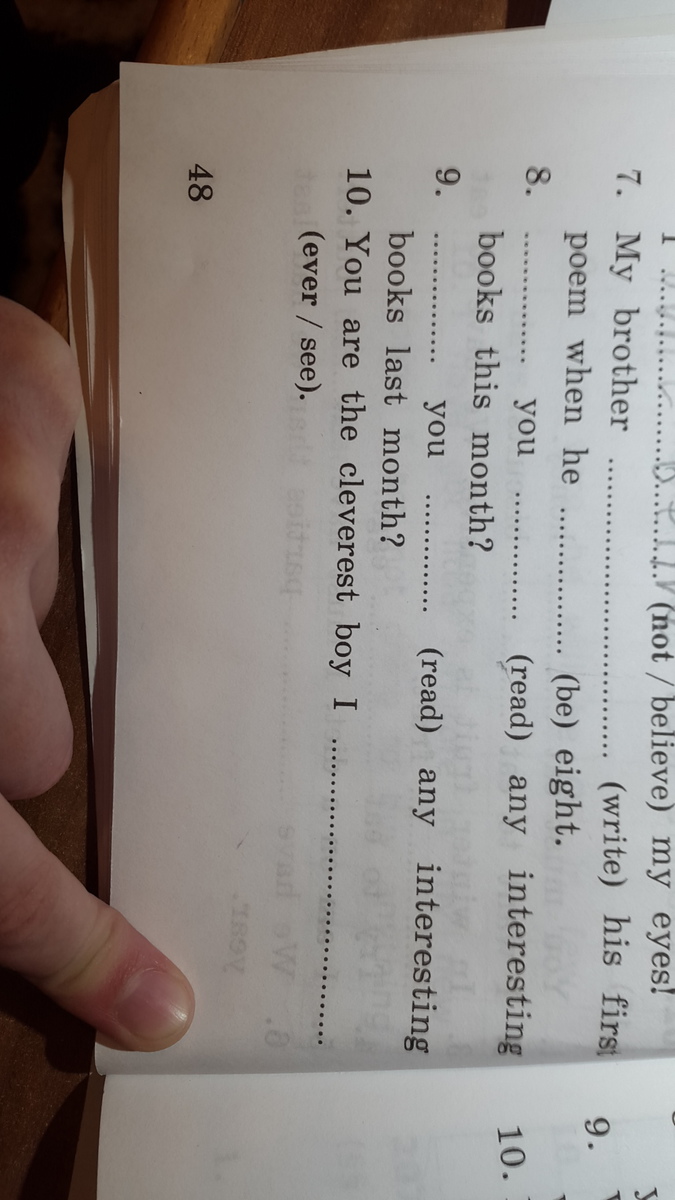 I .................... (not / believe) my eyes!
7. My brother .............................. (write) his first
poem when he ............... (be) eight.
8. ............. you ............. (read) any interesting
books this month?
9. ............. you ............ (read) any interesting
books last month?
10. You are the cleverest boy I ..............................
(ever / see).
48
9.
10.